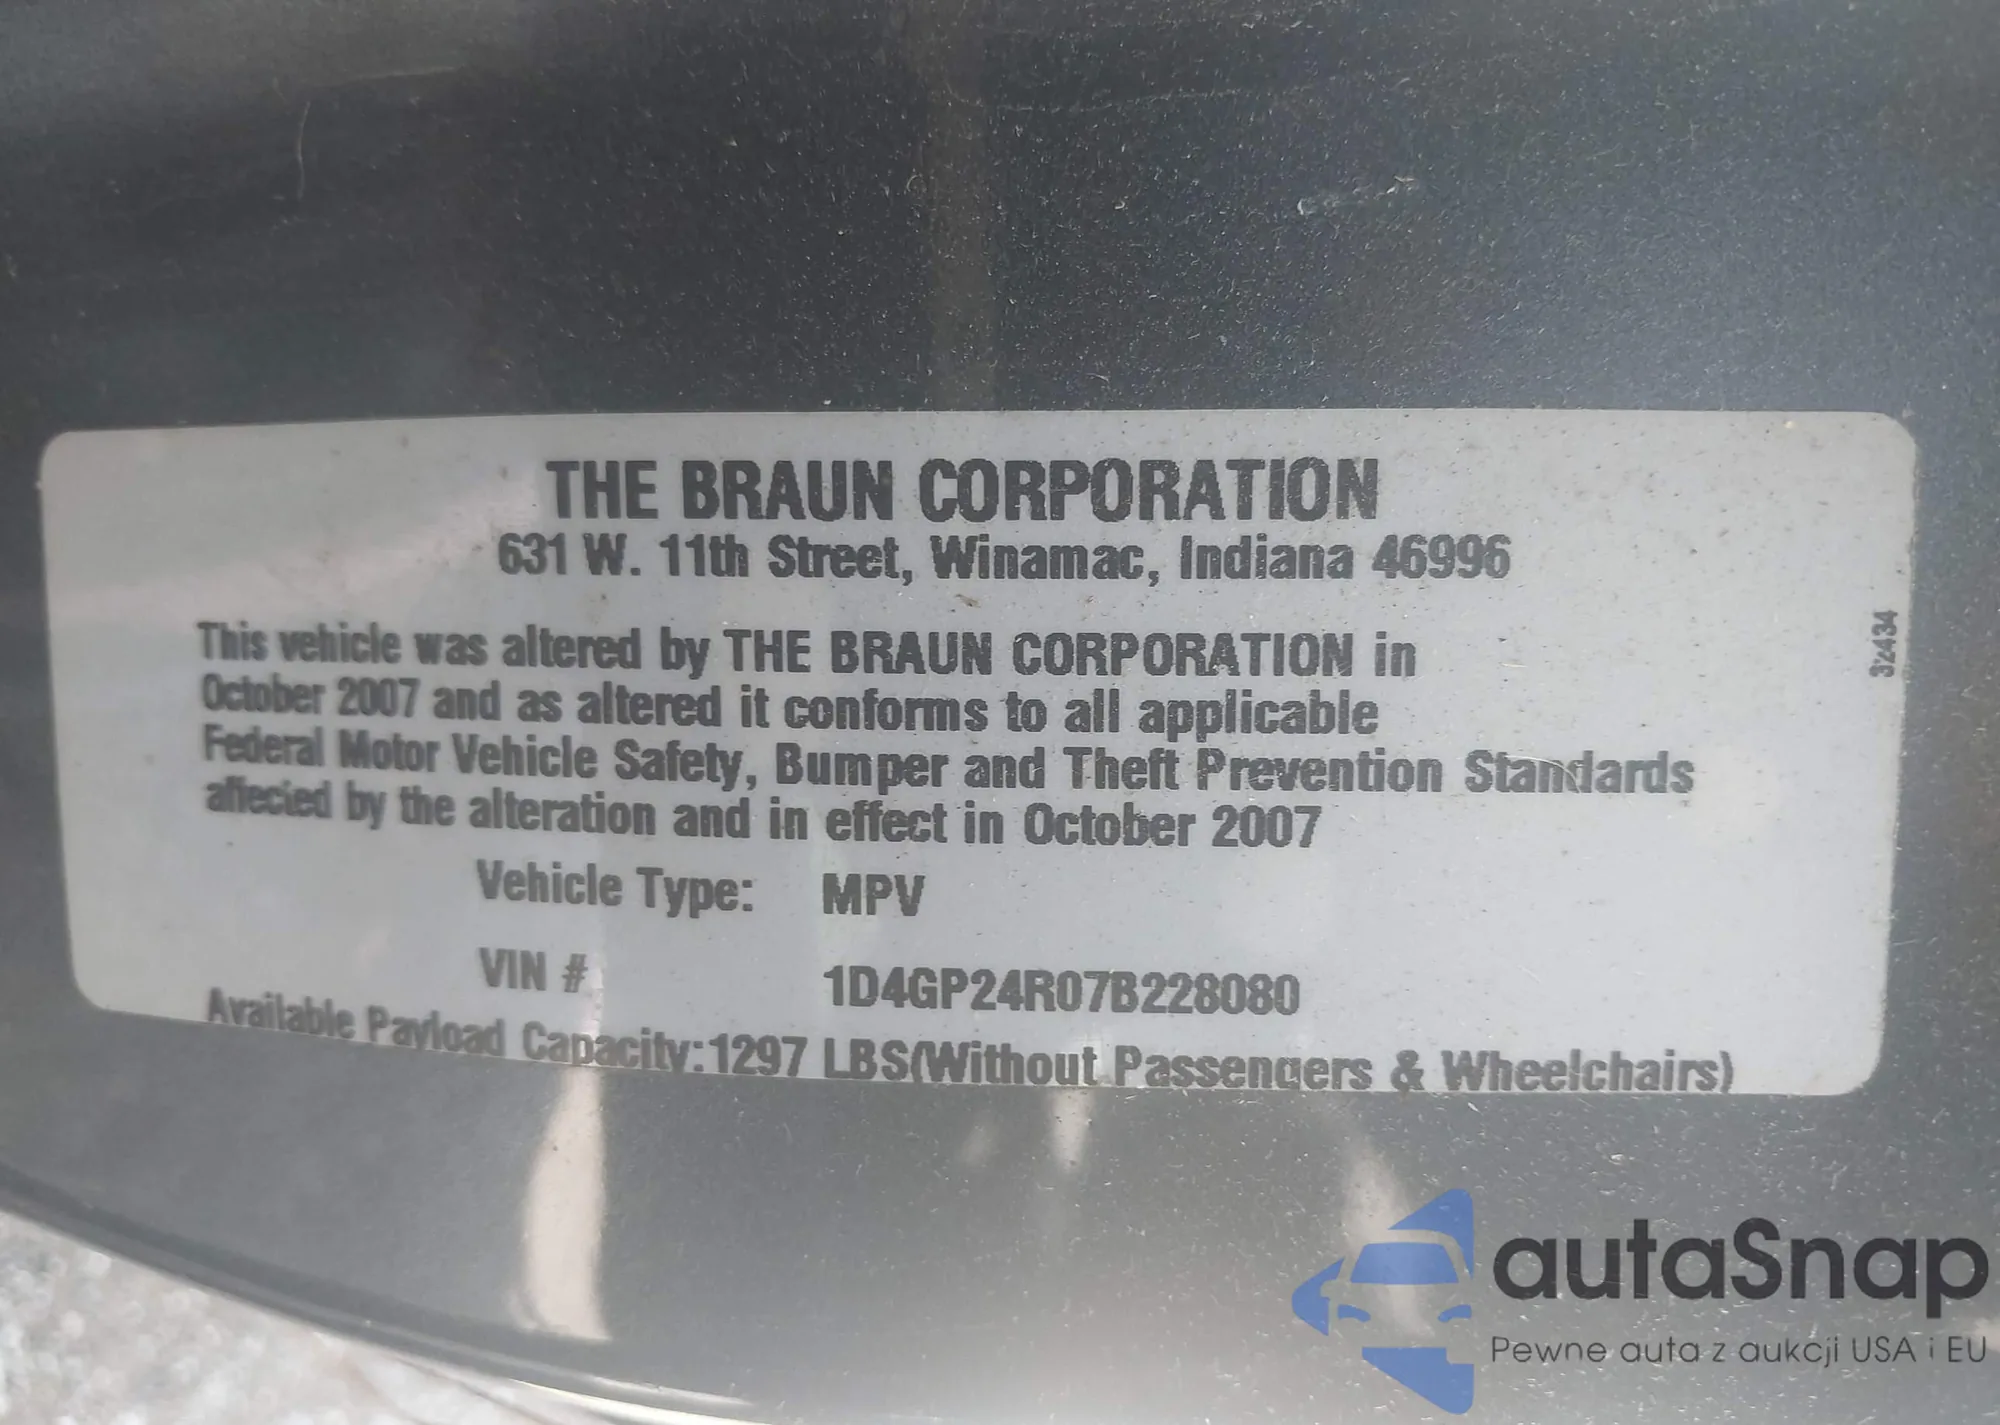 THE BRAUN CORPORATION
631 W. 11th Street, Winamac, Indiana 46996
This vehicle was altered by THE BRAUN CORPORATION in
October 2007 and as altered it conforms to all applicable
Federal Motor Vehicle Safety, Bumper and Theft Prevention Standards
affected by the alteration and in effect in October 2007
Vehicle Type: MPV
VIN # 1D4GP24R07B228080
Available Payload Capacity:1297 LBS(Without Passengers & Wheelchairs)
32434
autaSnap
Pewne auta z aukcji USA i EU